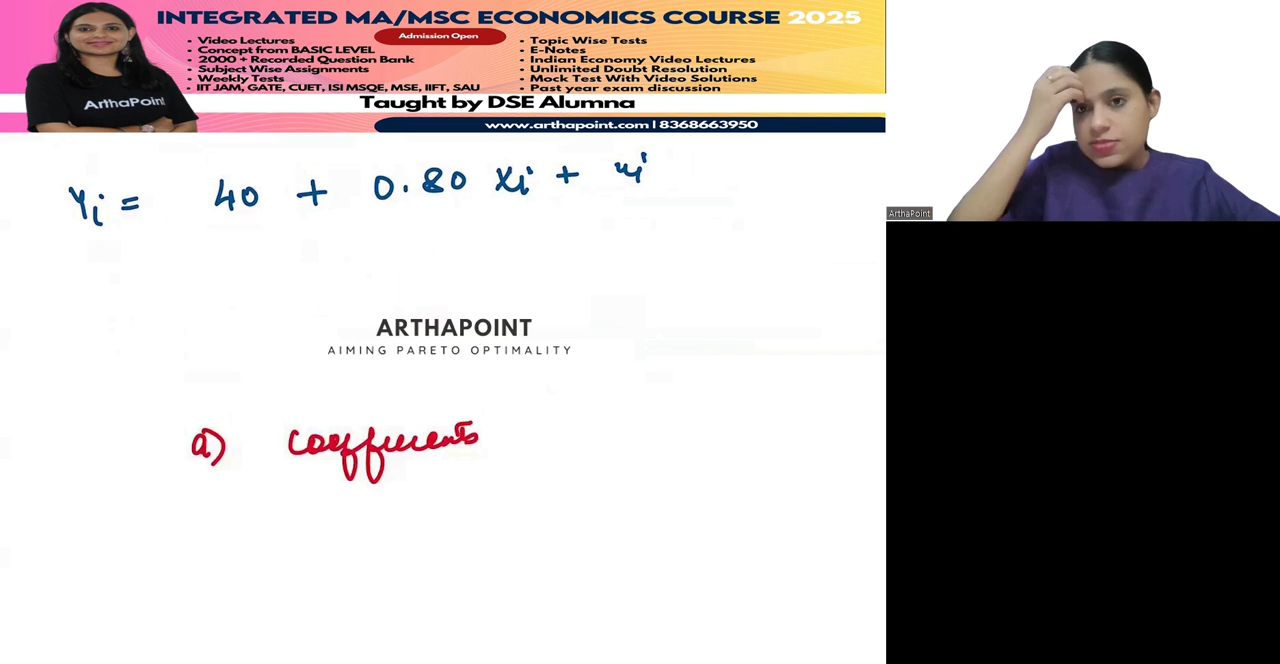 INTEGRATED MA/MSC ECONOMICS COURSE 2025
Admission Open
• Video Lectures
• Concept from BASIC LEVEL
• 2000 + Recorded Question Bank
• Subject Wise Assignments
• Weekly Tests
• IIT JAM, GATE, CUET, ISI MSQE, MSE, IIFT, SAU
• Topic Wise Tests
• E-Notes
• Indian Economy Video Lectures
• Unlimited Doubt Resolution
• Mock Test With Video Solutions
• Past year exam discussion
ArthaPoint
Taught by DSE Alumna
www.arthapoint.com | 8368663950
ArthaPoint
Yi = 40 + 0.80 Xi + ui
ARTHAPOINT
AIMING PARETO OPTIMALITY
a) coefficients